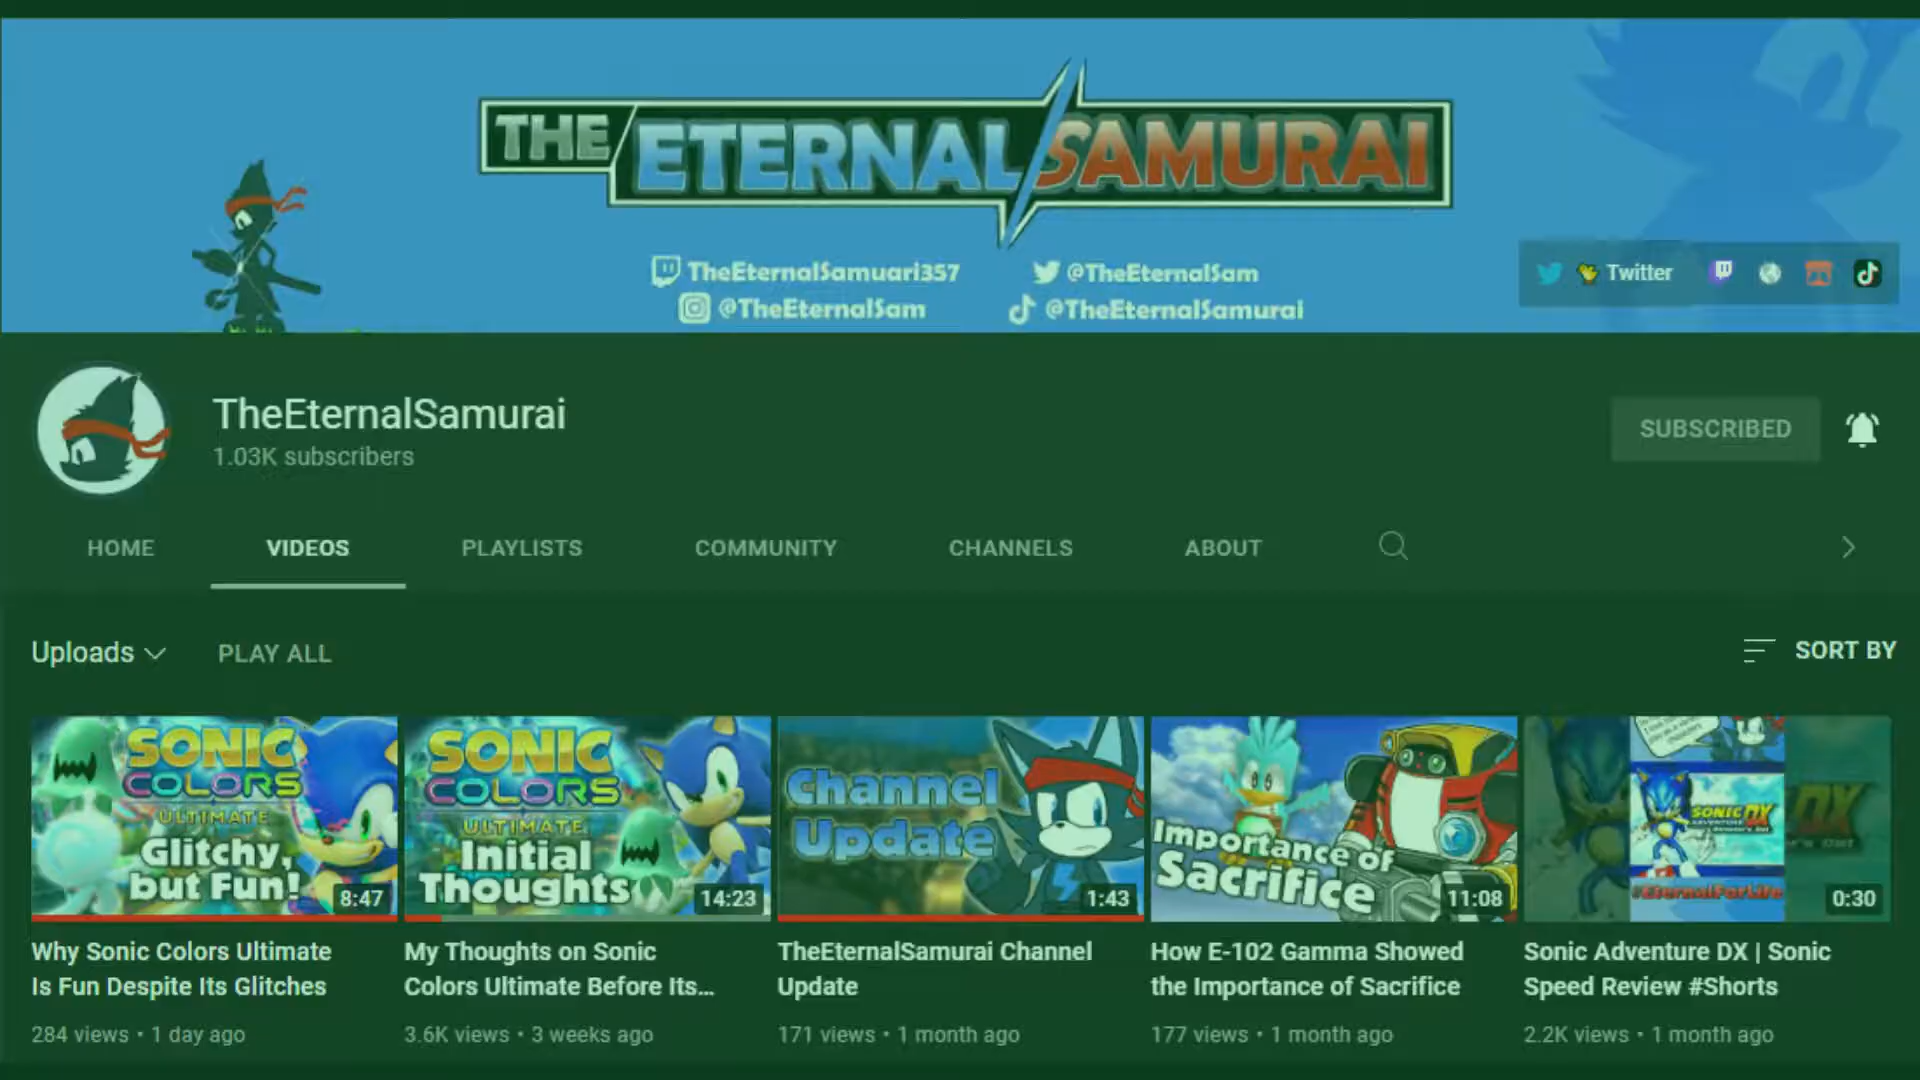 THE ETERNAL SAMURAI
TheEternalSamuari357
@TheEternalSam
@TheEternalSam
@TheEternalSamurai
Twitter
TheEternalSamurai
1.03K subscribers
SUBSCRIBED
HOME
VIDEOS
PLAYLISTS
COMMUNITY
CHANNELS
ABOUT
Uploads
PLAY ALL
SORT BY
SONIC
COLORS
ULTIMATE
Glitchy,
but Fun!
8:47
SONIC
COLORS
ULTIMATE
Initial
Thoughts
14:23
Channel
Update
1:43
Importance of
Sacrifice
11:08
SONIC DX
ADVENTURE
DX
#EternalForLife
0:30
Why Sonic Colors Ultimate
Is Fun Despite Its Glitches
284 views • 1 day ago
My Thoughts on Sonic
Colors Ultimate Before Its...
3.6K views • 3 weeks ago
TheEternalSamurai Channel
Update
171 views • 1 month ago
How E-102 Gamma Showed
the Importance of Sacrifice
177 views • 1 month ago
Sonic Adventure DX | Sonic
Speed Review #Shorts
2.2K views • 1 month ago